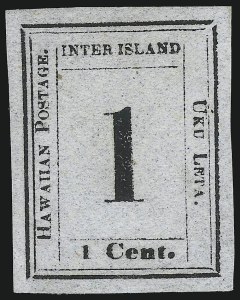 INTER ISLAND
HAWAIIAN POSTAGE.
1
UKU LETA.
1 Cent.